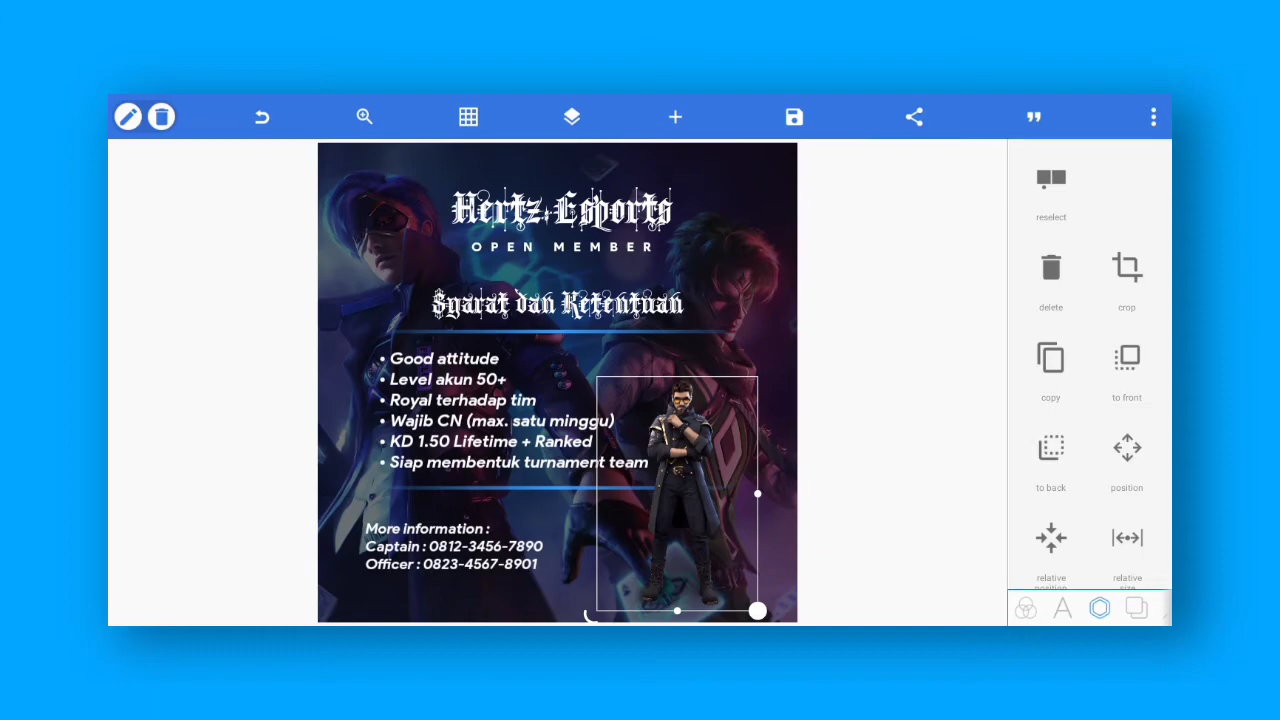 Hertz Esports
OPEN MEMBER
Syarat dan Ketentuan
• Good attitude
• Level akun 50+
• Royal terhadap tim
• Wajib CN (max. satu minggu)
• KD 1.50 Lifetime + Ranked
• Siap membentuk turnament team
More information :
Captain : 0812-3456-7890
Officer : 0823-4567-8901
reselect
delete
crop
copy
to front
to back
position
relative position
relative size